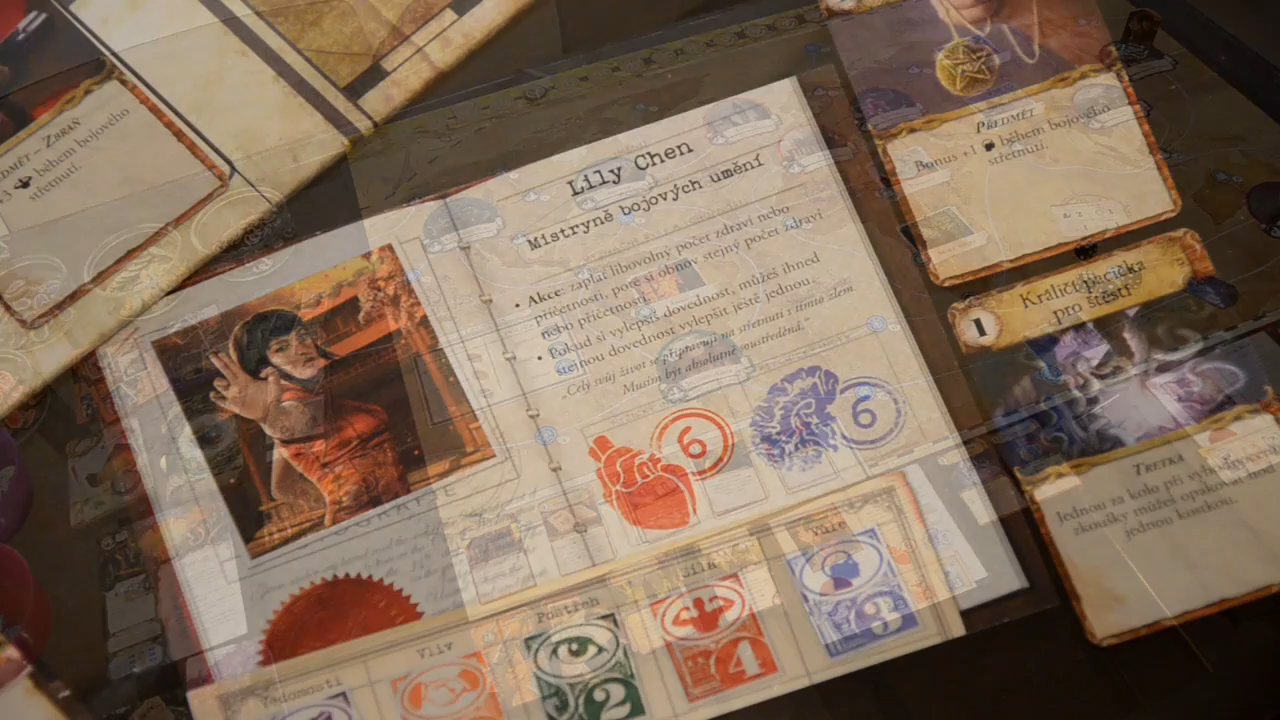 během bojového
střetnutí.
Lily Chen
Mistryně bojových umění
• Akce: zaplať libovolný počet zdraví nebo
příčetnosti, poté si obnov stejný počet zdraví
nebo příčetnosti.
• Pokud si vylepšíš dovednost, můžeš ihned
stejnou dovednost vylepšit ještě jednou.
„Celý svůj život se připravuji na střetnutí s tímto zlem.
Musím být absolutně soustředěná."
6
6
Vliv
Postřeh
2
Síla
4
Vůle
3
Předmět
Bonus +1 během bojového
střetnutí.
1
Králičí pacička
pro štěstí
Tretka
Jednou za kolo při
zkoušky můžeš opakovat hod
jednou kostkou.